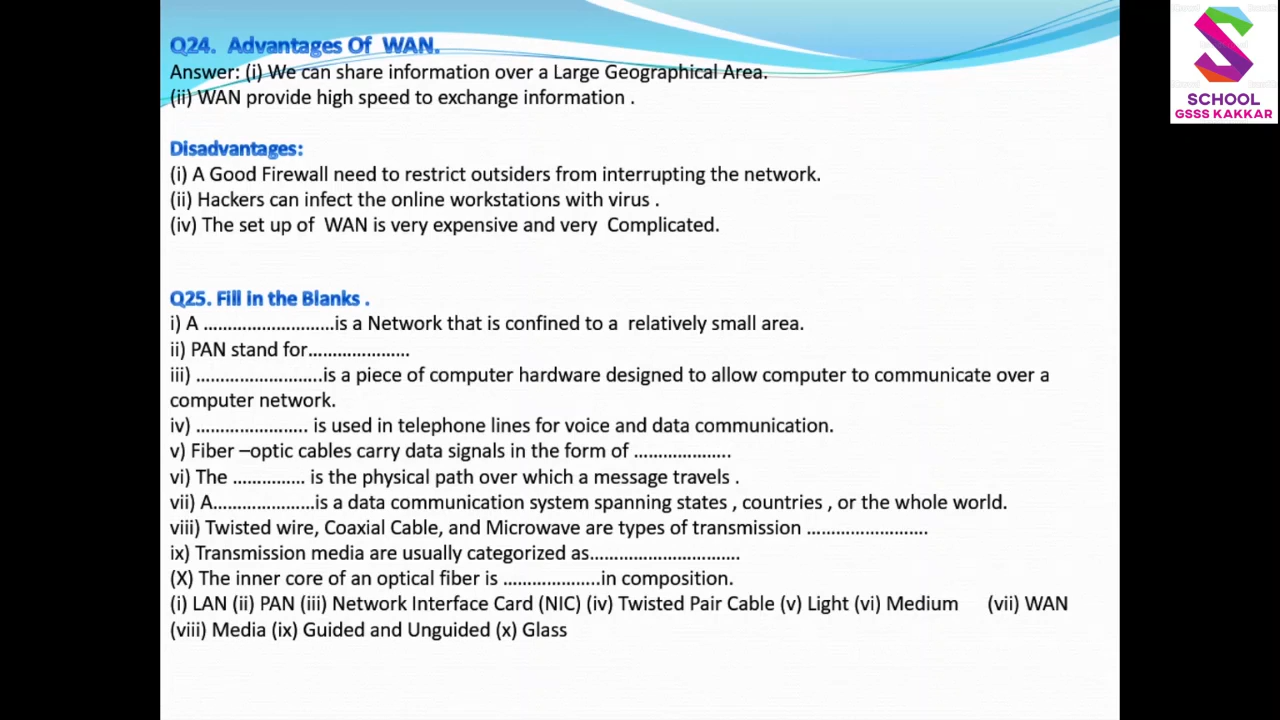 Q24. Advantages Of WAN.
Answer: (i) We can share information over a Large Geographical Area.
(ii) WAN provide high speed to exchange information .
Disadvantages:
(i) A Good Firewall need to restrict outsiders from interrupting the network.
(ii) Hackers can infect the online workstations with virus .
(iv) The set up of WAN is very expensive and very Complicated.
Q25. Fill in the Blanks .
i) A ...........................is a Network that is confined to a relatively small area.
ii) PAN stand for.....................
iii) ..........................is a piece of computer hardware designed to allow computer to communicate over a
computer network.
iv) ....................... is used in telephone lines for voice and data communication.
v) Fiber –optic cables carry data signals in the form of ....................
vi) The ............... is the physical path over which a message travels .
vii) A.....................is a data communication system spanning states , countries , or the whole world.
viii) Twisted wire, Coaxial Cable, and Microwave are types of transmission .........................
ix) Transmission media are usually categorized as...............................
(X) The inner core of an optical fiber is ....................in composition.
(i) LAN (ii) PAN (iii) Network Interface Card (NIC) (iv) Twisted Pair Cable (v) Light (vi) Medium (vii) WAN
(viii) Media (ix) Guided and Unguided (x) Glass
SCHOOL
GSSS KAKKAR